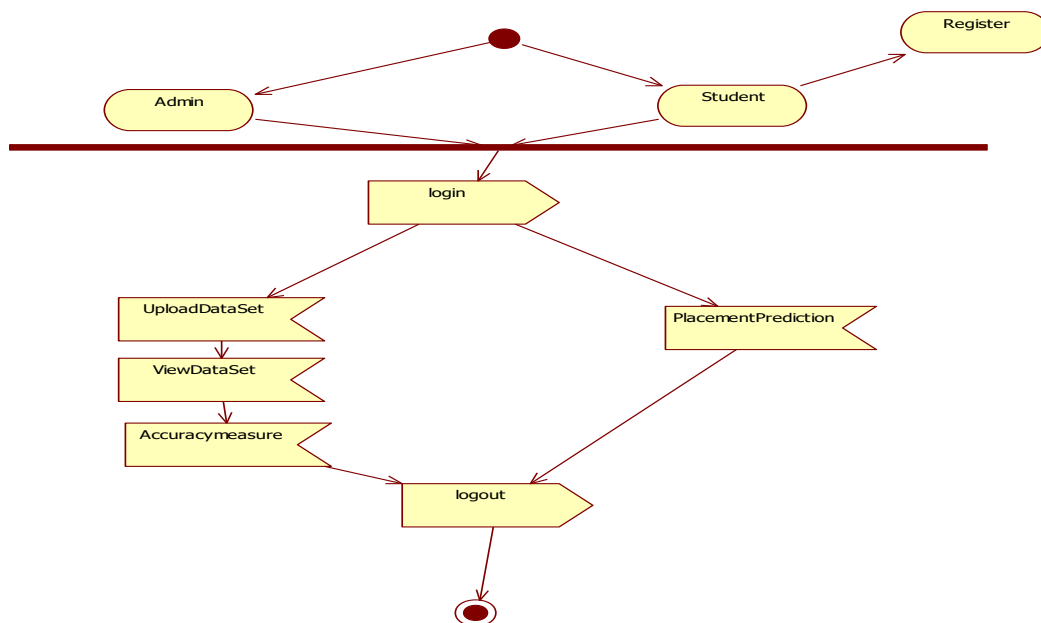 Register
Admin
Student
login
UploadDataSet
PlacementPrediction
ViewDataSet
Accuracymeasure
logout